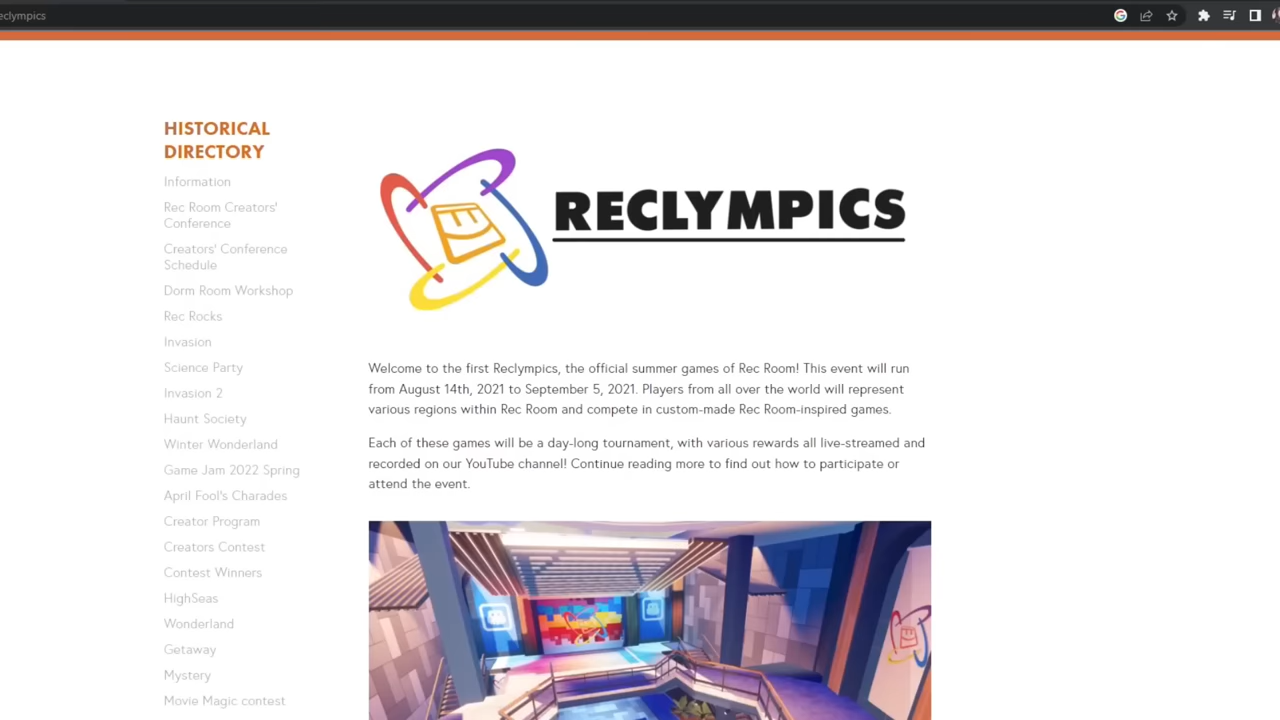 eclympics
HISTORICAL
DIRECTORY
Information
Rec Room Creators'
Conference
Creators' Conference
Schedule
Dorm Room Workshop
Rec Rocks
Invasion
Science Party
Invasion 2
Haunt Society
Winter Wonderland
Game Jam 2022 Spring
April Fool's Charades
Creator Program
Creators Contest
Contest Winners
HighSeas
Wonderland
Getaway
Mystery
Movie Magic contest
RECLYMPICS
Welcome to the first Reclympics, the official summer games of Rec Room! This event will run
from August 14th, 2021 to September 5, 2021. Players from all over the world will represent
various regions within Rec Room and compete in custom-made Rec Room-inspired games.
Each of these games will be a day-long tournament, with various rewards all live-streamed and
recorded on our YouTube channel! Continue reading more to find out how to participate or
attend the event.